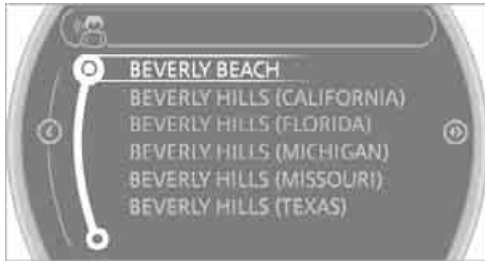 BEVERLY BEACH
BEVERLY HILLS (CALIFORNIA)
BEVERLY HILLS (FLORIDA)
BEVERLY HILLS (MICHIGAN)
BEVERLY HILLS (MISSOURI)
BEVERLY HILLS (TEXAS)